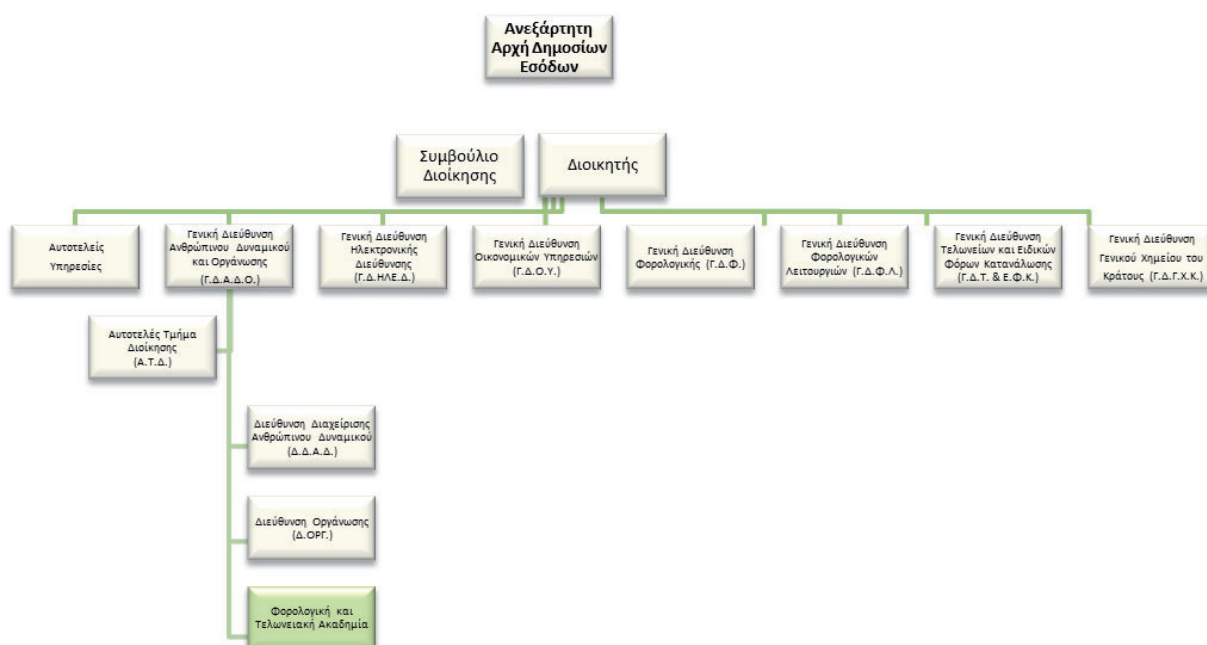 Ανεξάρτητη
Αρχή Δημοσίων
Εσόδων
Συμβούλιο
Διοίκησης
Διοικητής
Αυτοτελείς
Υπηρεσίες
Γενική Διεύθυνση
Ανθρώπινου Δυναμικού
και Οργάνωσης
(Γ.Δ.Α.Δ.Ο.)
Γενική Διεύθυνση
Ηλεκτρονικής
Διεύθυνσης
(Γ.Δ.ΗΛΕ.Δ.)
Γενική Διεύθυνση
Οικονομικών Υπηρεσιών
(Γ.Δ.Ο.Υ.)
Γενική Διεύθυνση
Φορολογικής (Γ.Δ.Φ.)
Γενική Διεύθυνση
Φορολογικών
Λειτουργιών (Γ.Δ.Φ.Λ.)
Γενική Διεύθυνση
Τελωνείων και Ειδικών
Φόρων Κατανάλωσης
(Γ.Δ.Τ. & Ε.Φ.Κ.)
Γενική Διεύθυνση
Γενικού Χημείου του
Κράτους (Γ.Δ.Γ.Χ.Κ.)
Αυτοτελές Τμήμα
Διοίκησης
(Α.Τ.Δ.)
Διεύθυνση Διαχείρισης
Ανθρώπινου Δυναμικού
(Δ.Δ.Α.Δ.)
Διεύθυνση Οργάνωσης
(Δ.ΟΡΓ.)
Φορολογική και
Τελωνειακή Ακαδημία